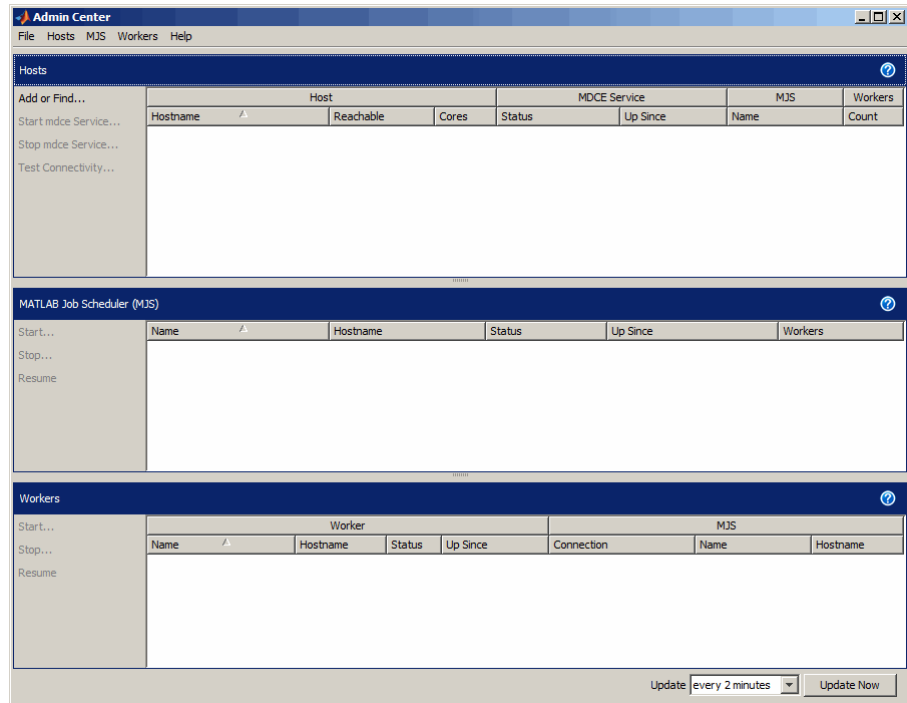 Admin Center
File Hosts MJS Workers Help
Hosts
Add or Find...
Start mdce Service...
Stop mdce Service...
Test Connectivity...
Host MDCE Service MJS Workers
Hostname Reachable Cores Status Up Since Name Count
MATLAB Job Scheduler (MJS)
Start...
Stop...
Resume
Name Hostname Status Up Since Workers
Workers
Start...
Stop...
Resume
Worker MJS
Name Hostname Status Up Since Connection Name Hostname
Update every 2 minutes Update Now